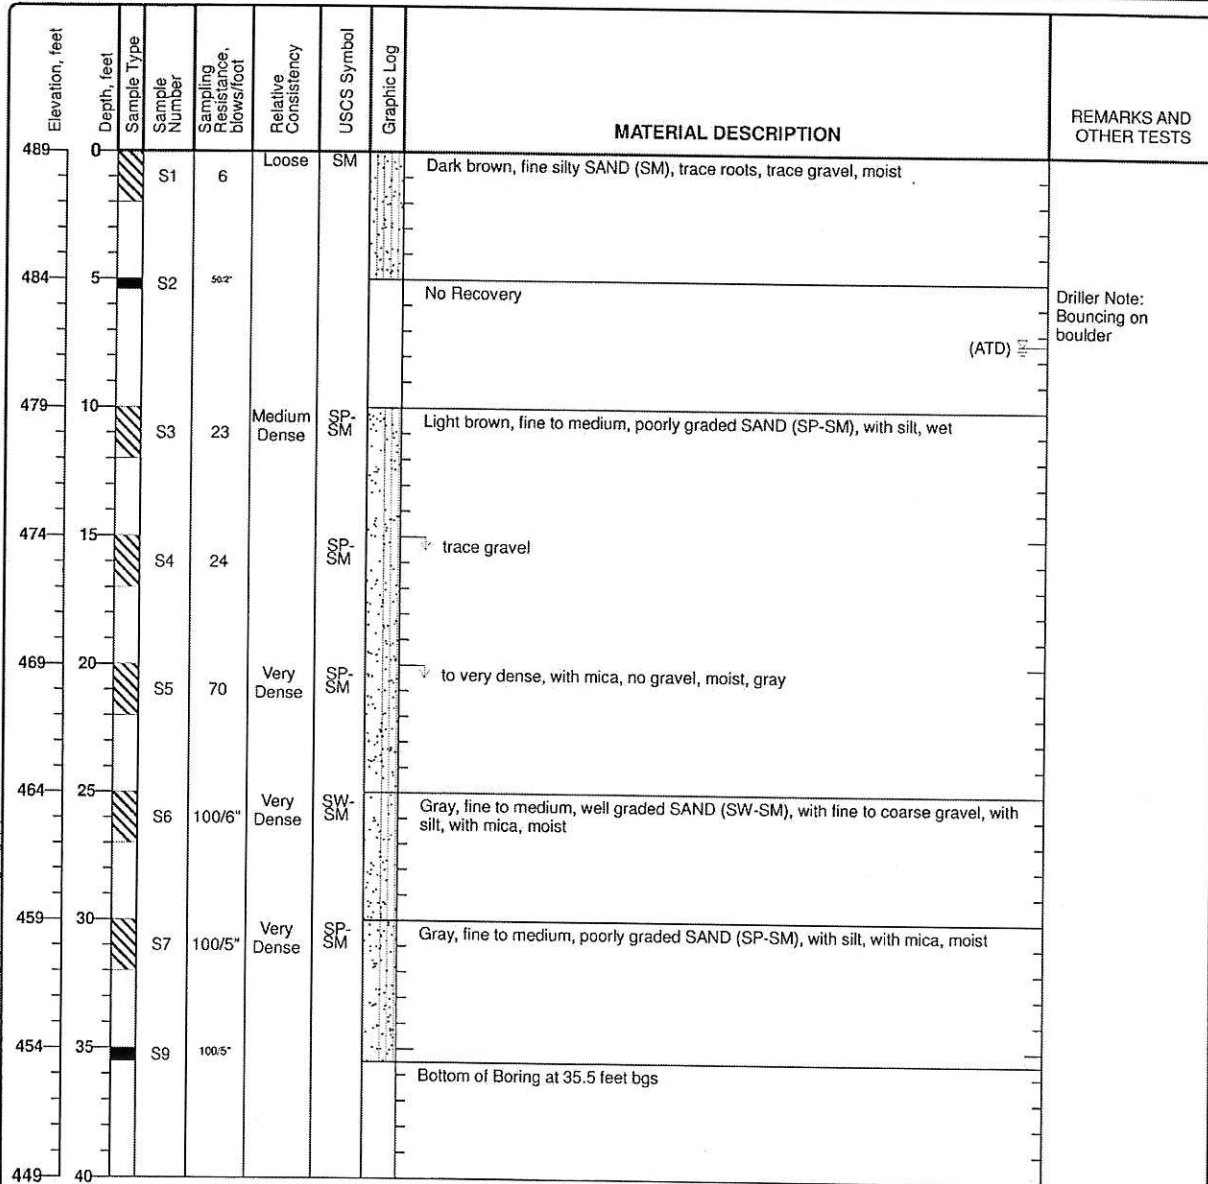 Elevation, feet
Depth, feet
Sample Type
Sample
Number
Sampling
Resistance,
blows/foot
Relative
Consistency
USCS Symbol
Graphic Log
MATERIAL DESCRIPTION
REMARKS AND
OTHER TESTS
489 0 Loose SM Dark brown, fine silty SAND (SM), trace roots, trace gravel, moist
S1 6
484 5 S2 50/2"
No Recovery
Driller Note:
Bouncing on
boulder
(ATD)
479 10 Medium SP-
S3 23 Dense SM Light brown, fine to medium, poorly graded SAND (SP-SM), with silt, wet
474 15 SP-
S4 24 SM trace gravel
469 20 Very SP-
S5 70 Dense SM to very dense, with mica, no gravel, moist, gray
464 25 Very SW-
S6 100/6" Dense SM Gray, fine to medium, well graded SAND (SW-SM), with fine to coarse gravel, with
silt, with mica, moist
459 30 Very SP-
S7 100/5" Dense SM Gray, fine to medium, poorly graded SAND (SP-SM), with silt, with mica, moist
454 35 S9 100/5"
Bottom of Boring at 35.5 feet bgs
449 40